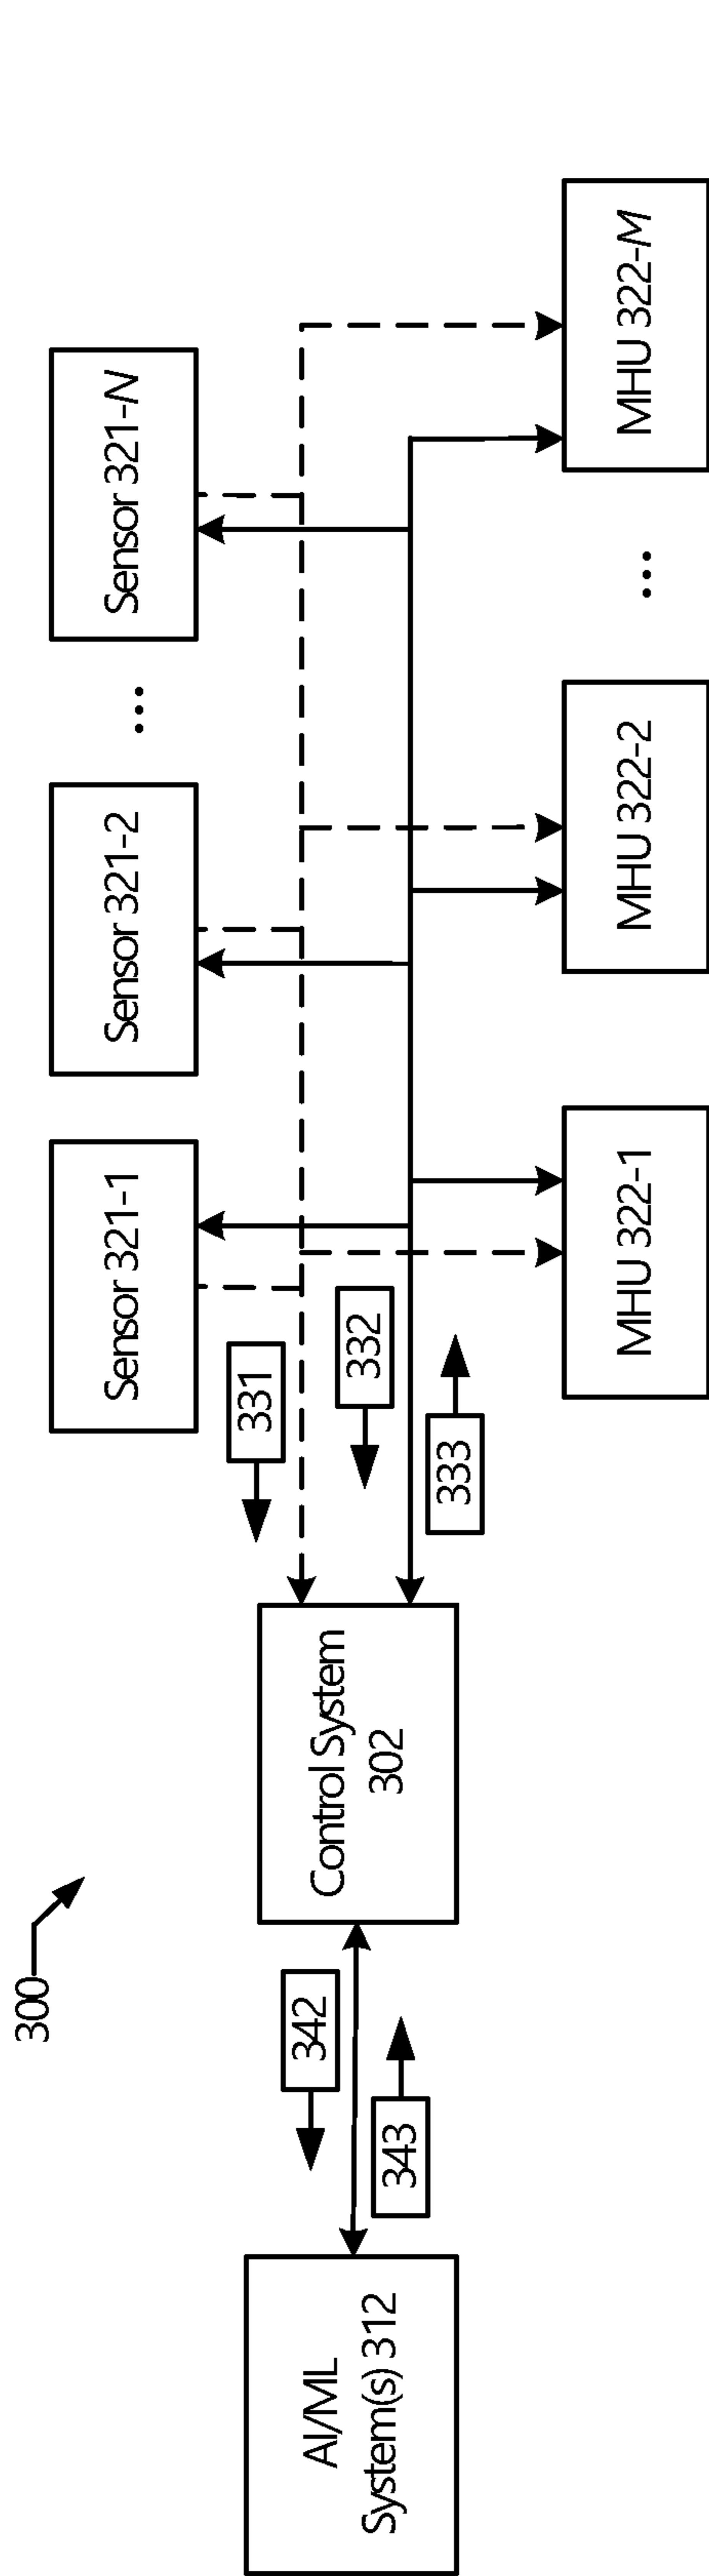 300
AI/ML
System(s) 312
342
343
Control System
302
331
332
333
Sensor 321-1
Sensor 321-2
...
Sensor 321-N
MHU 322-1
MHU 322-2
...
MHU 322-M